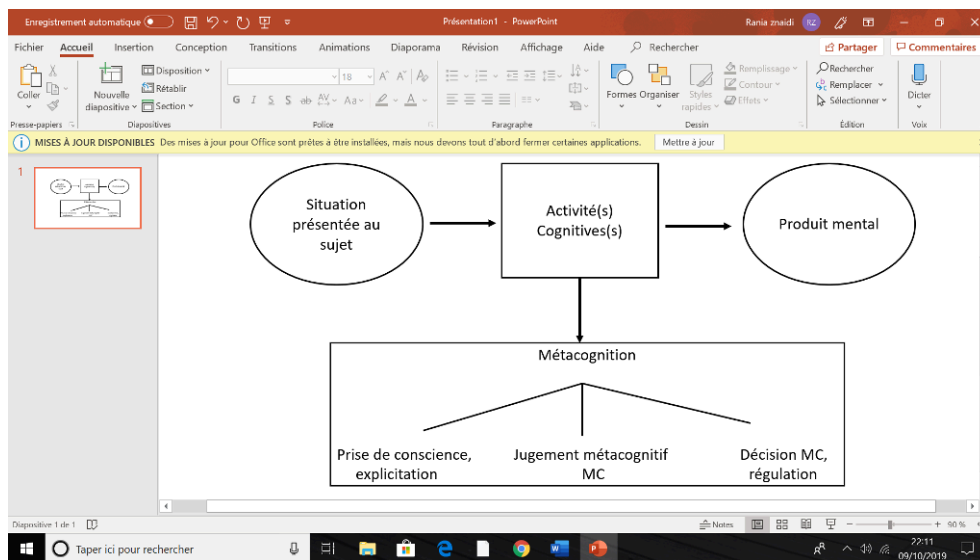 Enregistrement automatique
Présentation1 - PowerPoint
Rania znaidi
RZ
Fichier Accueil Insertion Conception Transitions Animations Diaporama Révision Affichage Aide Rechercher Partager Commentaires
Coller
Nouvelle diapositive
Disposition
Rétablir
Section
18
G I S S ab AV Aa A
Formes Organiser Styles rapides
Remplissage
Contour
Effets
Rechercher
Remplacer
Sélectionner
Dicter
Presse-papiers Diapositives Police Paragraphe Dessin Édition Voix
MISES À JOUR DISPONIBLES Des mises à jour pour Office sont prêtes à être installées, mais nous devons tout d'abord fermer certaines applications. Mettre à jour
1
Situation
présentée au
sujet
Activité(s)
Cognitives(s)
Produit mental
Métacognition
Prise de conscience,
explicitation
Jugement métacognitif
MC
Décision MC,
régulation
Diapositive 1 de 1
Notes
90 %
Taper ici pour rechercher
22:11
09/10/2019